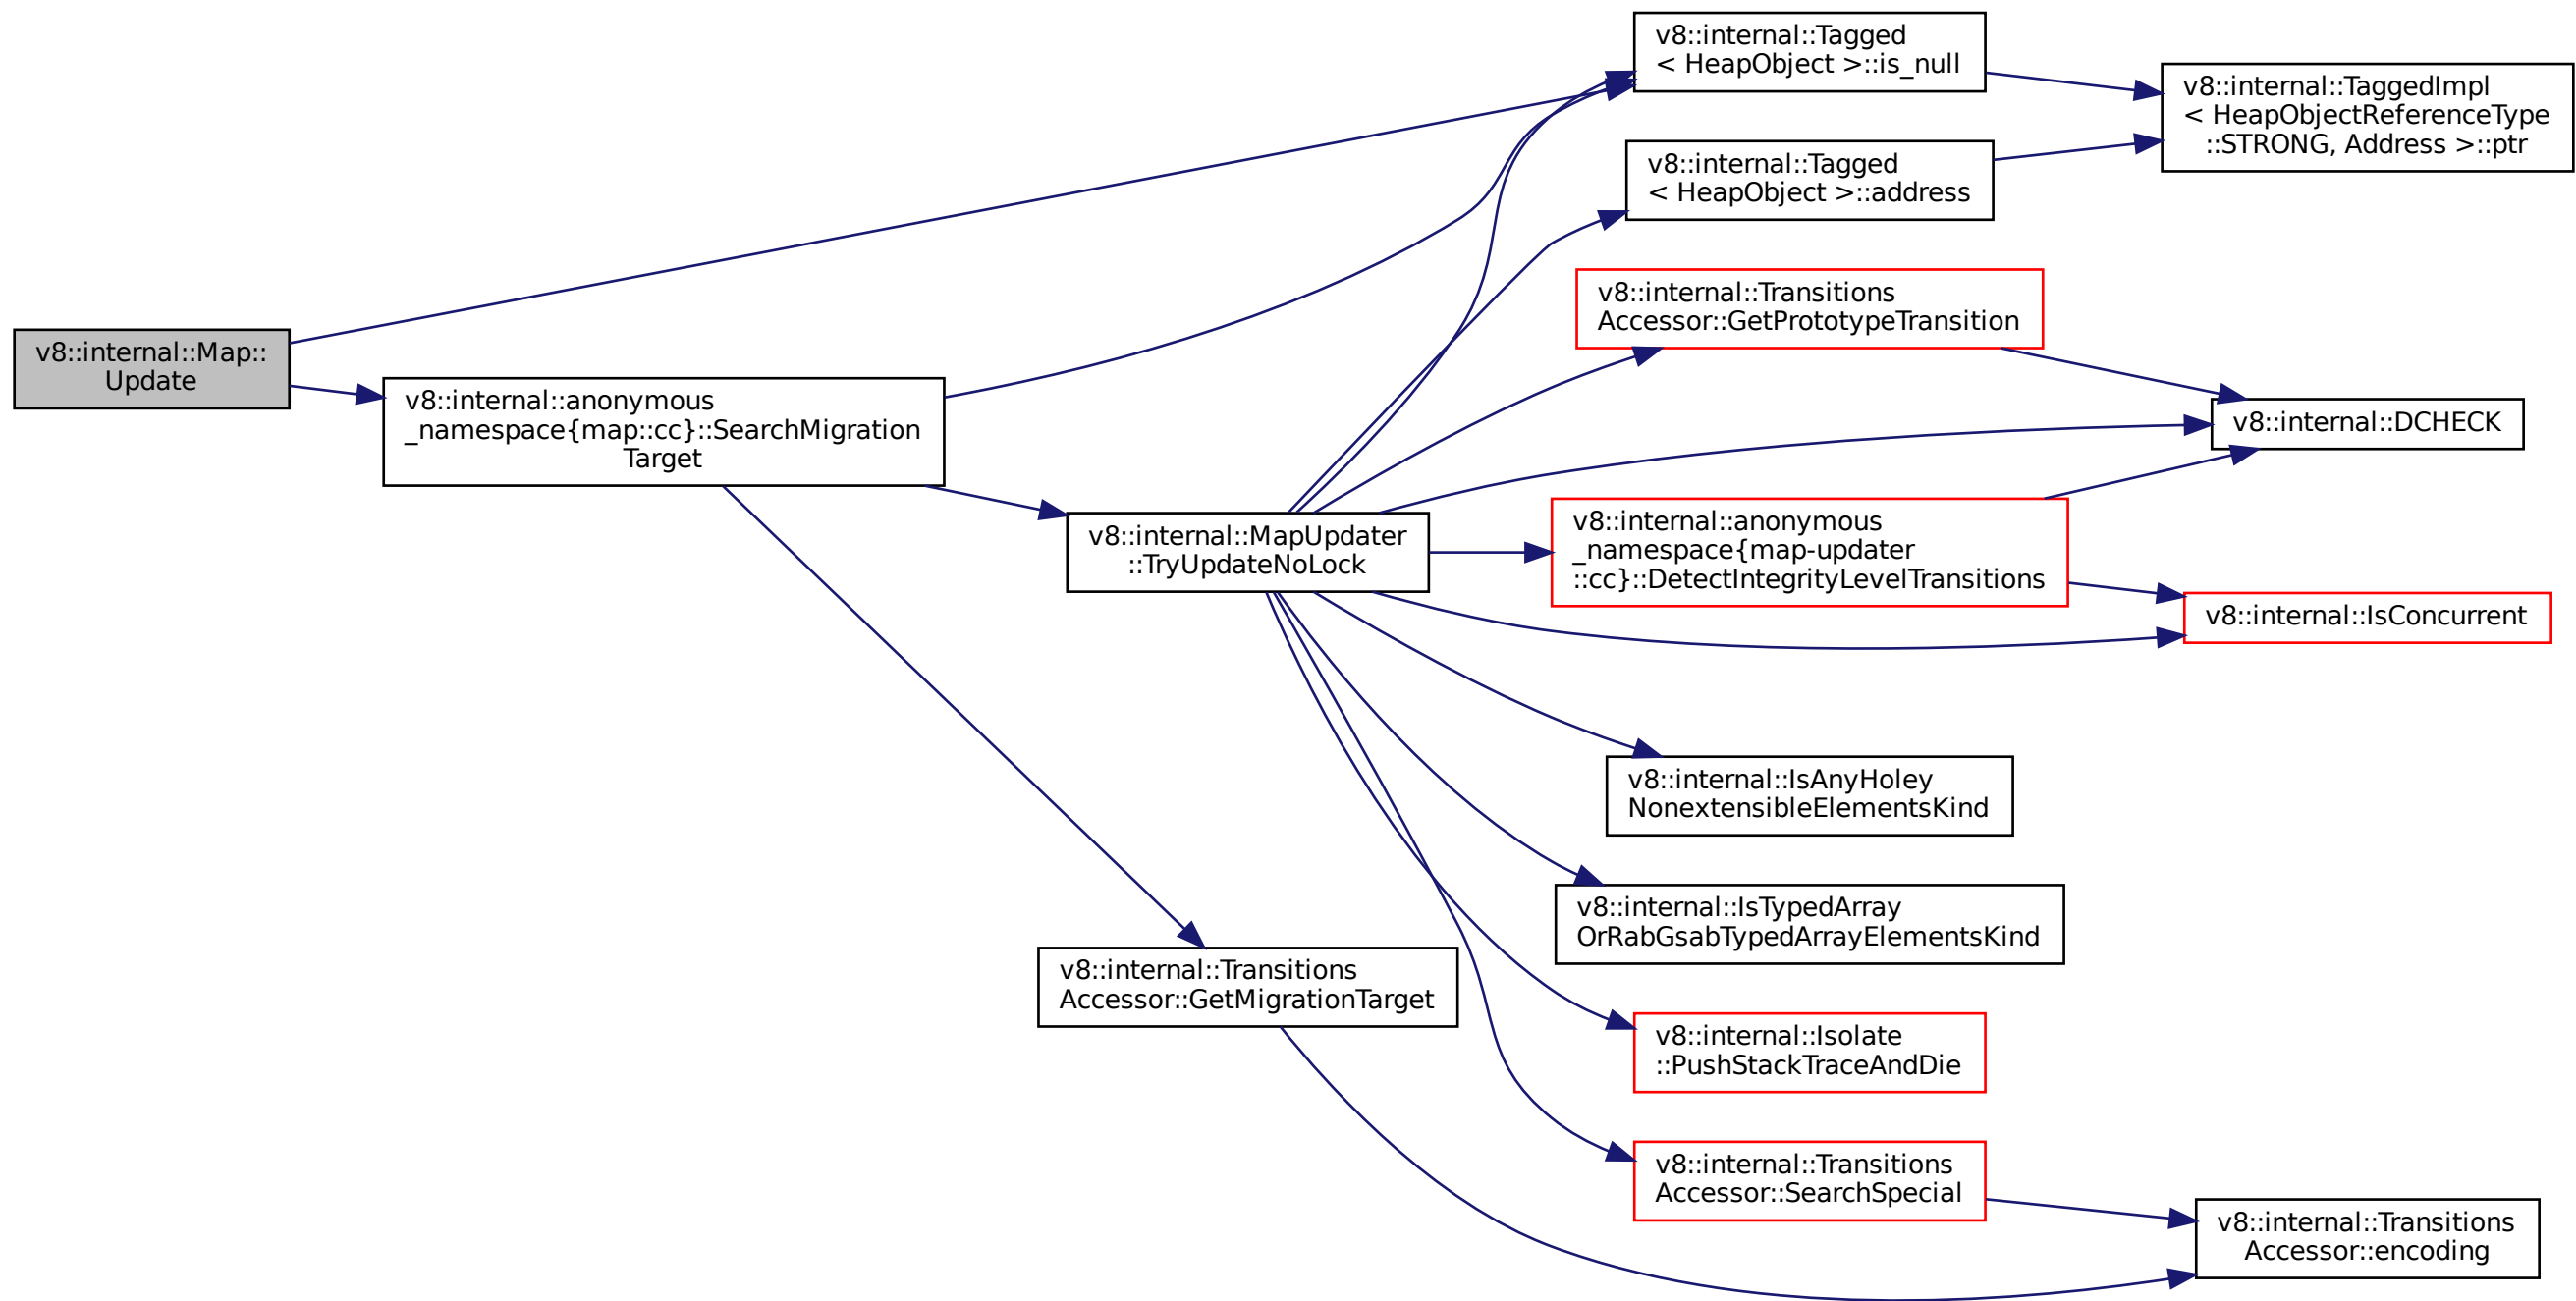 v8::internal::Map::
Update
v8::internal::anonymous
_namespace{map::cc}::SearchMigration
Target
v8::internal::MapUpdater
::TryUpdateNoLock
v8::internal::Transitions
Accessor::GetMigrationTarget
v8::internal::Tagged
< HeapObject >::is_null
v8::internal::Tagged
< HeapObject >::address
v8::internal::Transitions
Accessor::GetPrototypeTransition
v8::internal::anonymous
_namespace{map-updater
::cc}::DetectIntegrityLevelTransitions
v8::internal::IsAnyHoley
NonextensibleElementsKind
v8::internal::IsTypedArray
OrRabGsabTypedArrayElementsKind
v8::internal::Isolate
::PushStackTraceAndDie
v8::internal::Transitions
Accessor::SearchSpecial
v8::internal::TaggedImpl
< HeapObjectReferenceType
::STRONG, Address >::ptr
v8::internal::DCHECK
v8::internal::IsConcurrent
v8::internal::Transitions
Accessor::encoding